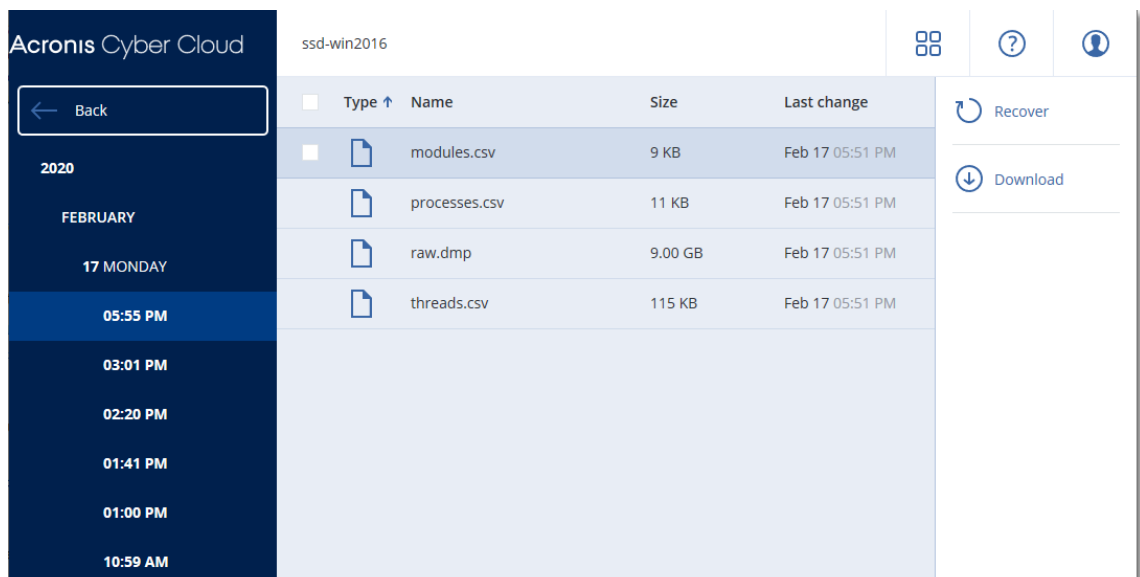 Acronis Cyber Cloud
ssd-win2016
Back
2020
FEBRUARY
17 MONDAY
05:55 PM
03:01 PM
02:20 PM
01:41 PM
01:00 PM
10:59 AM
Type Name Size Last change
modules.csv 9 KB Feb 17 05:51 PM
processes.csv 11 KB Feb 17 05:51 PM
raw.dmp 9.00 GB Feb 17 05:51 PM
threads.csv 115 KB Feb 17 05:51 PM
Recover
Download